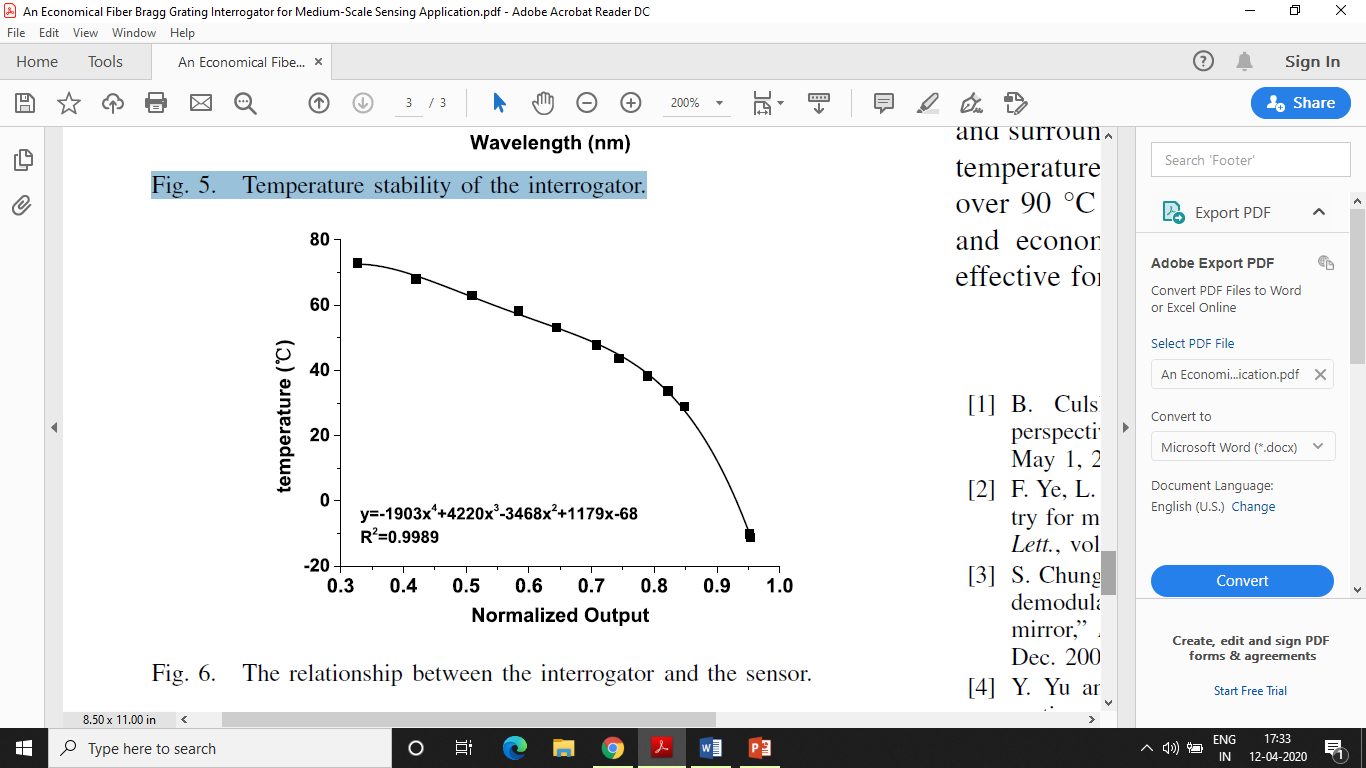 An Economical Fiber Bragg Grating Interrogator for Medium-Scale Sensing Application.pdf - Adobe Acrobat Reader DC
File Edit View Window Help
Home Tools An Economical Fibe... × Sign In
3 / 3 200% Share
Wavelength (nm)
Fig. 5. Temperature stability of the interrogator.
80
60
40
20
0
-20
temperature (℃)
y=-1903x⁴+4220x³-3468x²+1179x-68
R²=0.9989
0.3 0.4 0.5 0.6 0.7 0.8 0.9 1.0
Normalized Output
Fig. 6. The relationship between the interrogator and the sensor.
8.50 x 11.00 in
and surroun
temperature
over 90 °C
and econom
effective for
[1] B. Culs
perspecti
May 1, 2
[2] F. Ye, L.
try for m
Lett., vol
[3] S. Chung
demodula
mirror,”
Dec. 200
[4] Y. Yu an
Search 'Footer'
Export PDF
Adobe Export PDF
Convert PDF Files to Word
or Excel Online
Select PDF File
An Economi...ication.pdf
Convert to
Microsoft Word (*.docx)
Document Language:
English (U.S.) Change
Convert
Create, edit and sign PDF
forms & agreements
Start Free Trial
Type here to search
ENG
IN
17:33
12-04-2020
1